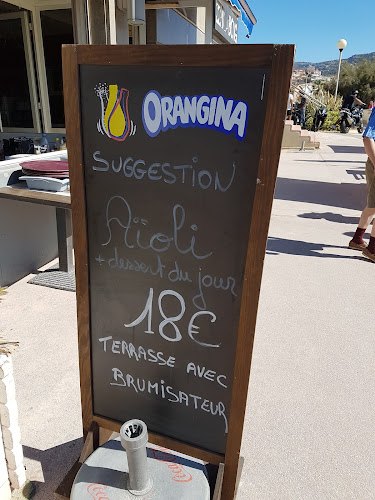 ORANGINA
SUGGESTION
Aïoli
+ dessert du jour
18€
TERRASSE AVEC
BRUMISATEUR